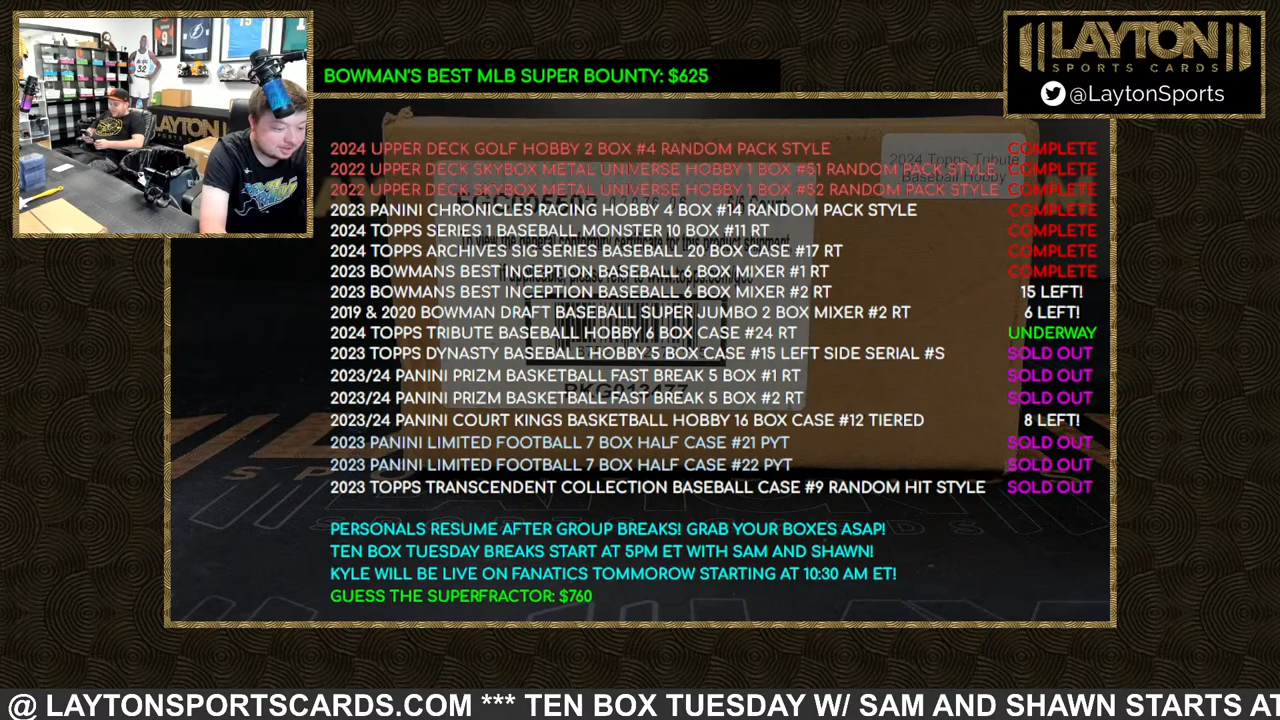 BOWMAN'S BEST MLB SUPER BOUNTY: $625
LAYTON
SPORTS CARDS
@LaytonSports
LAYTON
32
2024 UPPER DECK GOLF HOBBY 2 BOX #4 RANDOM PACK STYLE COMPLETE
2022 UPPER DECK SKYBOX METAL UNIVERSE HOBBY 1 BOX #51 RANDOM PACK STYLE COMPLETE
2022 UPPER DECK SKYBOX METAL UNIVERSE HOBBY 1 BOX #52 RANDOM PACK STYLE COMPLETE
2023 PANINI CHRONICLES RACING HOBBY 4 BOX #14 RANDOM PACK STYLE COMPLETE
2024 TOPPS SERIES 1 BASEBALL MONSTER 10 BOX #11 RT COMPLETE
2024 TOPPS ARCHIVES SIG SERIES BASEBALL 20 BOX CASE #17 RT COMPLETE
2023 BOWMANS BEST INCEPTION BASEBALL 6 BOX MIXER #1 RT COMPLETE
2023 BOWMANS BEST INCEPTION BASEBALL 6 BOX MIXER #2 RT 15 LEFT!
2019 & 2020 BOWMAN DRAFT BASEBALL SUPER JUMBO 2 BOX MIXER #2 RT 6 LEFT!
2024 TOPPS TRIBUTE BASEBALL HOBBY 6 BOX CASE #24 RT UNDERWAY
2023 TOPPS DYNASTY BASEBALL HOBBY 5 BOX CASE #15 LEFT SIDE SERIAL #S SOLD OUT
2023/24 PANINI PRIZM BASKETBALL FAST BREAK 5 BOX #1 RT SOLD OUT
2023/24 PANINI PRIZM BASKETBALL FAST BREAK 5 BOX #2 RT SOLD OUT
2023/24 PANINI COURT KINGS BASKETBALL HOBBY 16 BOX CASE #12 TIERED 8 LEFT!
2023 PANINI LIMITED FOOTBALL 7 BOX HALF CASE #21 PYT SOLD OUT
2023 PANINI LIMITED FOOTBALL 7 BOX HALF CASE #22 PYT SOLD OUT
2023 TOPPS TRANSCENDENT COLLECTION BASEBALL CASE #9 RANDOM HIT STYLE SOLD OUT
2024 Topps Tribute
Baseball Hobby
PERSONALS RESUME AFTER GROUP BREAKS! GRAB YOUR BOXES ASAP!
TEN BOX TUESDAY BREAKS START AT 5PM ET WITH SAM AND SHAWN!
KYLE WILL BE LIVE ON FANATICS TOMMOROW STARTING AT 10:30 AM ET!
GUESS THE SUPERFRACTOR: $760
@ LAYTONSPORTSCARDS.COM *** TEN BOX TUESDAY W/ SAM AND SHAWN STARTS AT